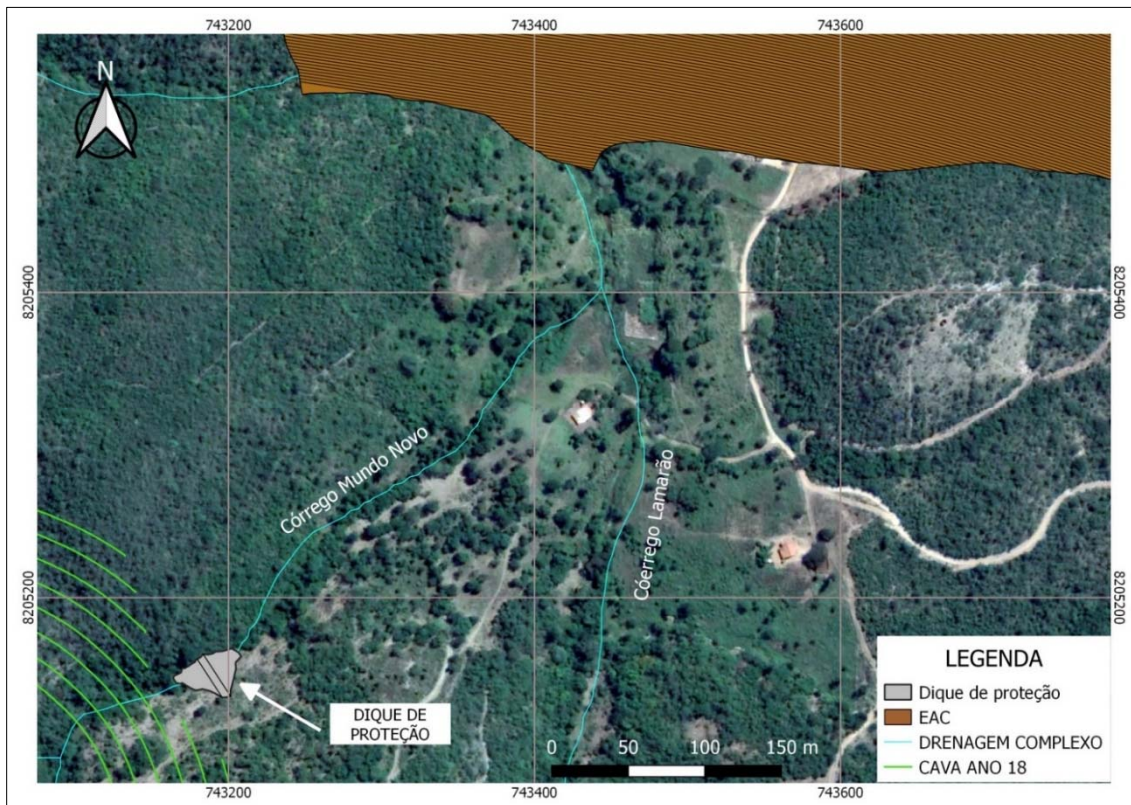 743200 743400 743600
N
8205400 8205400
Córrego Mundo Novo
Cóerrego Lamarão
8205200 8205200
DIQUE DE
PROTEÇÃO
0 50 100 150 m
LEGENDA
Dique de proteção
EAC
DRENAGEM COMPLEXO
CAVA ANO 18
743200 743400 743600